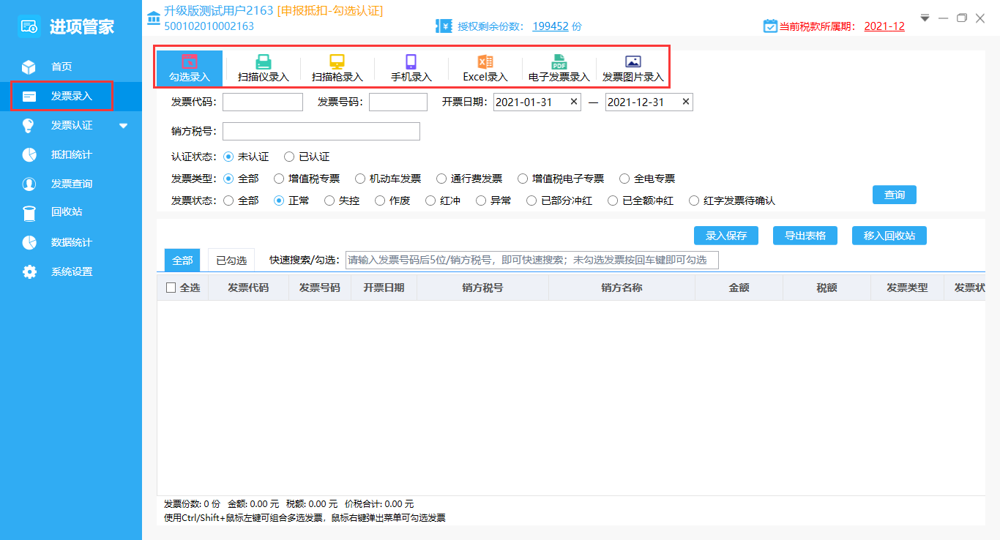 进项管家
首页
发票录入
发票认证
抵扣统计
发票查询
回收站
数据统计
系统设置
升级版测试用户2163 [申报抵扣-勾选认证]
500102010002163
授权剩余份数： 199452 份
当前税款所属期： 2021-12
勾选录入 扫描仪录入 扫描枪录入 手机录入 Excel录入 电子发票录入 发票图片录入
发票代码： 发票号码： 开票日期： 2021-01-31 × — 2021-12-31 ×
销方税号：
认证状态： 未认证 已认证
发票类型： 全部 增值税专票 机动车发票 通行费发票 增值税电子专票 全电专票
发票状态： 全部 正常 失控 作废 红冲 异常 已部分冲红 已全额冲红 红字发票待确认
查询
录入保存 导出表格 移入回收站
全部 已勾选 快速搜索/勾选： 请输入发票号码后5位/销方税号，即可快速搜索；未勾选发票按回车键即可勾选
全选 发票代码 发票号码 开票日期 销方税号 销方名称 金额 税额 发票类型 发票状
发票份数: 0 份 金额: 0.00 元 税额: 0.00 元 价税合计: 0.00 元
使用Ctrl/Shift+鼠标左键可组合多选发票，鼠标右键弹出菜单可勾选发票